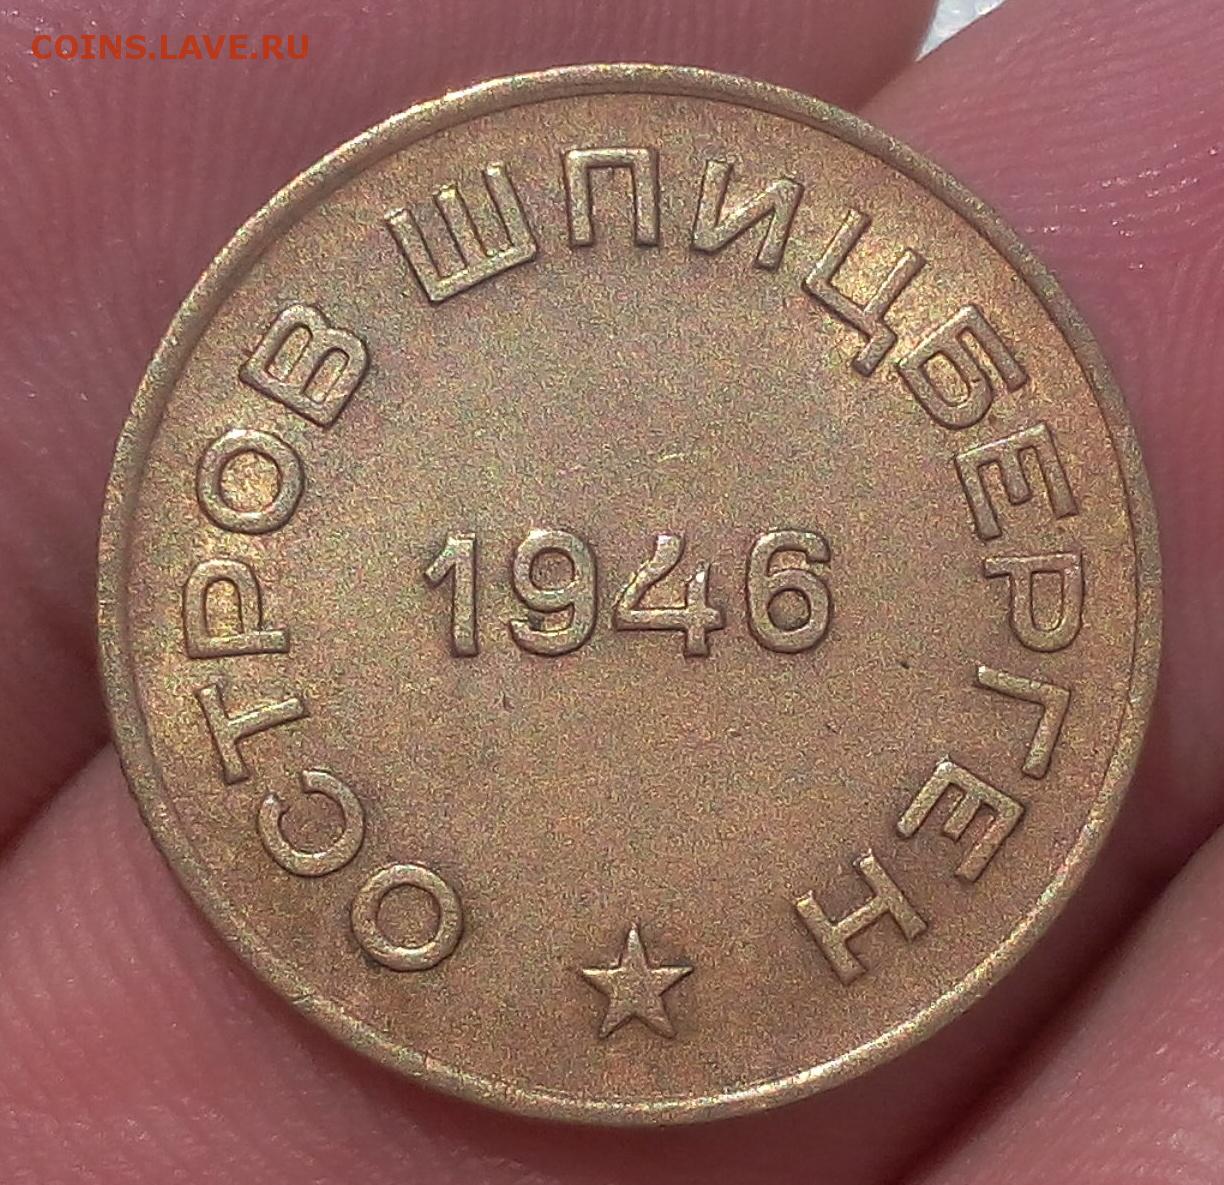 COINS.LAVE.RU
ОСТРОВ ШПИЦБЕРГЕН
1946